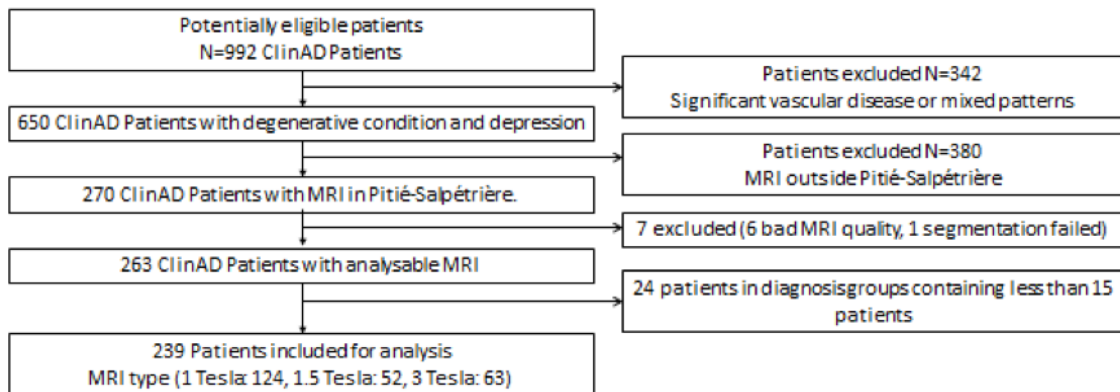 Potentially eligible patients
N=992 ClinAD Patients
Patients excluded N=342
Significant vascular disease or mixed patterns
650 ClinAD Patients with degenerative condition and depression
Patients excluded N=380
MRI outside Pitié-Salpétrière
270 ClinAD Patients with MRI in Pitié-Salpétrière.
7 excluded (6 bad MRI quality, 1 segmentation failed)
263 ClinAD Patients with analysable MRI
24 patients in diagnosis groups containing less than 15
patients
239 Patients included for analysis
MRI type (1 Tesla: 124, 1.5 Tesla: 52, 3 Tesla: 63)